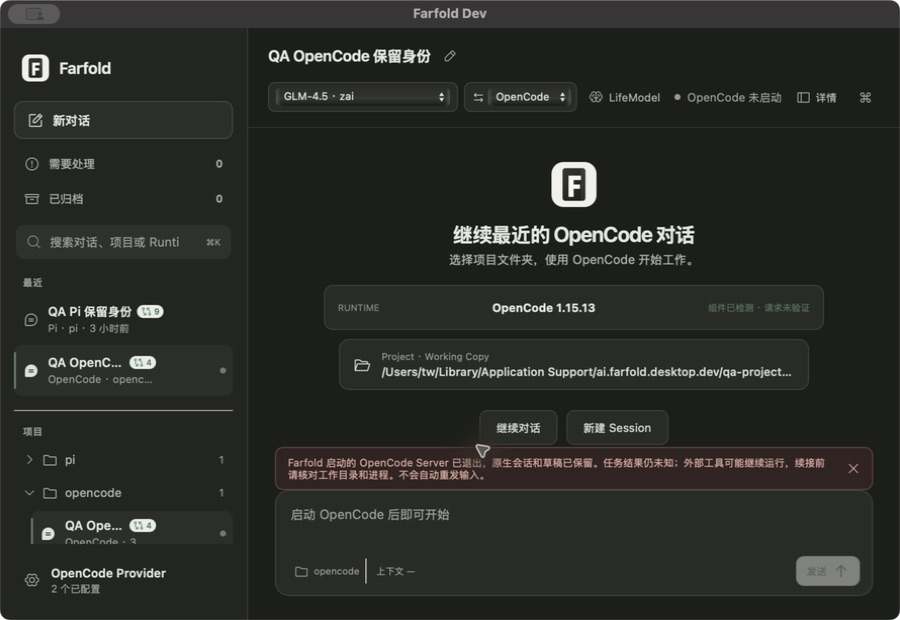 Farfold Dev
Farfold
新对话
需要处理 0
已归档 0
搜索对话、项目或 Runti ⌘K
最近
QA Pi 保留身份 9
Pi · pi · 3 小时前
QA OpenC... 4
OpenCode · openc...
项目
pi 1
opencode 1
QA Ope... 4
OpenCode · 3
OpenCode Provider
2 个已配置
QA OpenCode 保留身份
GLM-4.5 · zai
OpenCode
LifeModel
OpenCode 未启动
详情
⌘
继续最近的 OpenCode 对话
选择项目文件夹，使用 OpenCode 开始工作。
RUNTIME OpenCode 1.15.13 组件已检测 · 请求未验证
Project · Working Copy
/Users/tw/Library/Application Support/ai.farfold.desktop.dev/qa-project...
继续对话 新建 Session
Farfold 启动的 OpenCode Server 已退出，原生会话和草稿已保留。任务结果仍未知；外部工具可能继续运行，续接前
请核对工作目录和进程。不会自动重发输入。
启动 OpenCode 后即可开始
opencode 上下文 —
发送